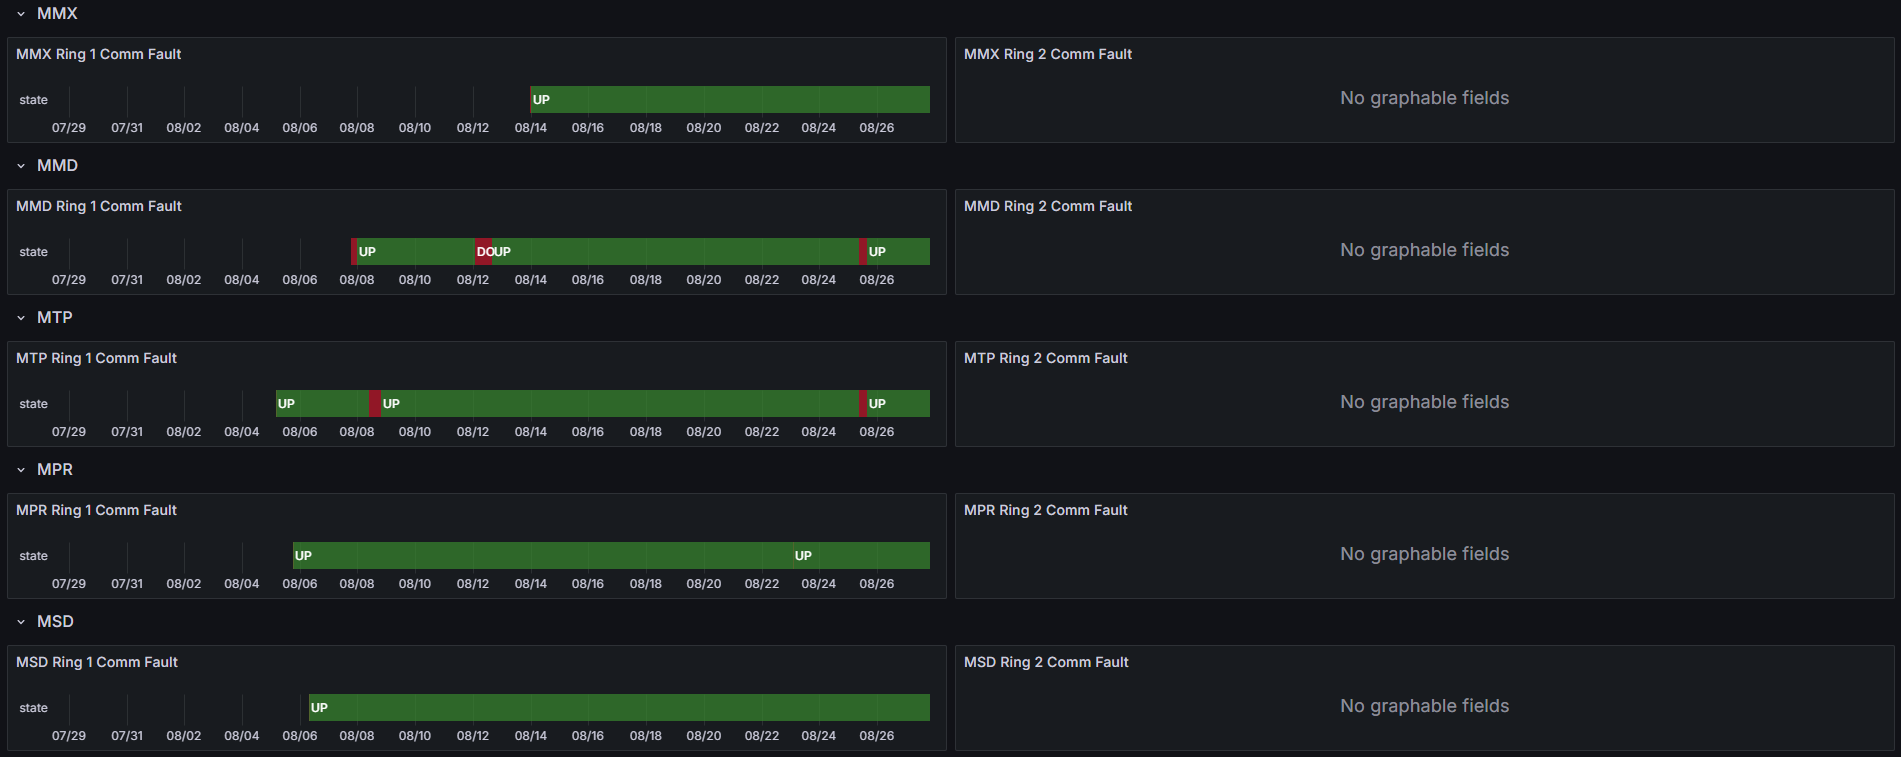 MMX
MMX Ring 1 Comm Fault
MMX Ring 2 Comm Fault
state
UP
No graphable fields
07/29 07/31 08/02 08/04 08/06 08/08 08/10 08/12 08/14 08/16 08/18 08/20 08/22 08/24 08/26
MMD
MMD Ring 1 Comm Fault
MMD Ring 2 Comm Fault
state
UP DOUP UP
No graphable fields
07/29 07/31 08/02 08/04 08/06 08/08 08/10 08/12 08/14 08/16 08/18 08/20 08/22 08/24 08/26
MTP
MTP Ring 1 Comm Fault
MTP Ring 2 Comm Fault
state
UP UP UP
No graphable fields
07/29 07/31 08/02 08/04 08/06 08/08 08/10 08/12 08/14 08/16 08/18 08/20 08/22 08/24 08/26
MPR
MPR Ring 1 Comm Fault
MPR Ring 2 Comm Fault
state
UP UP
No graphable fields
07/29 07/31 08/02 08/04 08/06 08/08 08/10 08/12 08/14 08/16 08/18 08/20 08/22 08/24 08/26
MSD
MSD Ring 1 Comm Fault
MSD Ring 2 Comm Fault
state
UP
No graphable fields
07/29 07/31 08/02 08/04 08/06 08/08 08/10 08/12 08/14 08/16 08/18 08/20 08/22 08/24 08/26